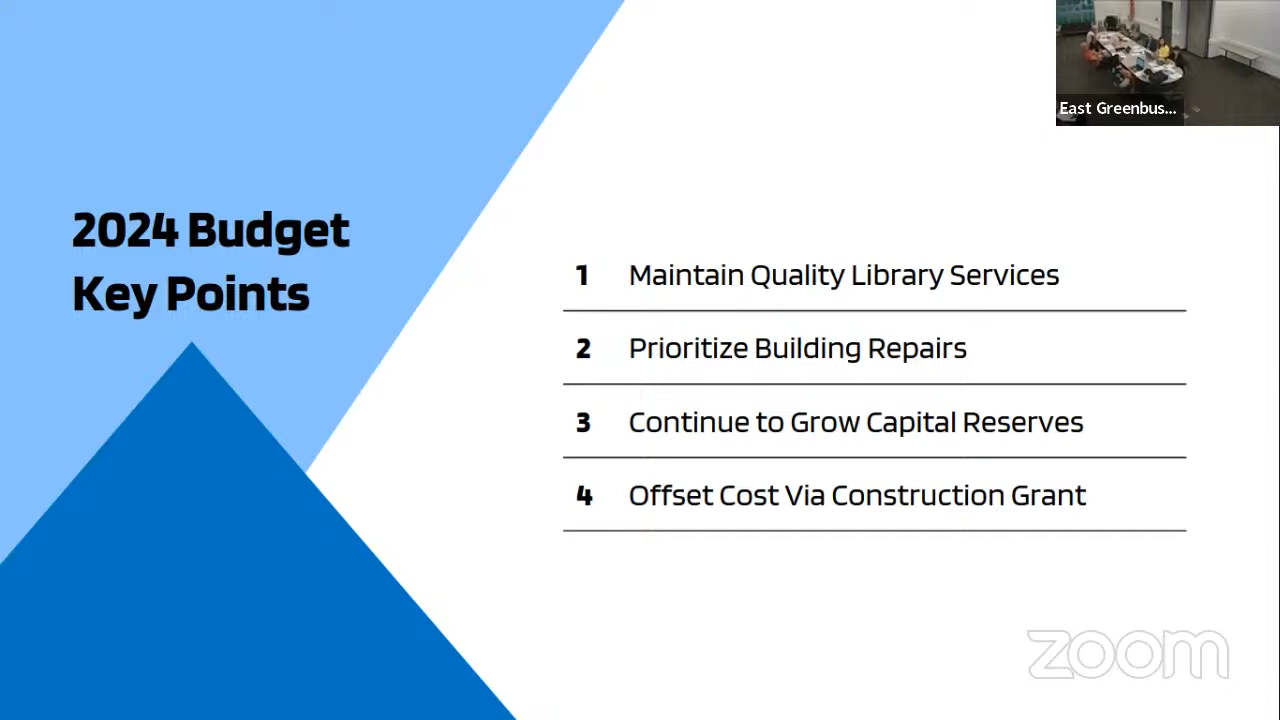 East Greenbus...
2024 Budget
Key Points
1 Maintain Quality Library Services
2 Prioritize Building Repairs
3 Continue to Grow Capital Reserves
4 Offset Cost Via Construction Grant
zoom